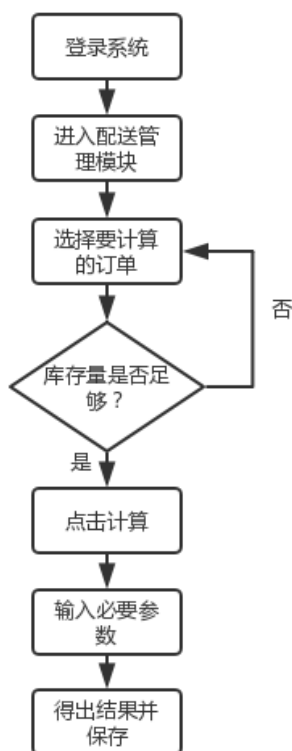 登录系统
进入配送管
理模块
选择要计算
的订单
否
库存量是否足
够？
是
点击计算
输入必要参
数
得出结果并
保存